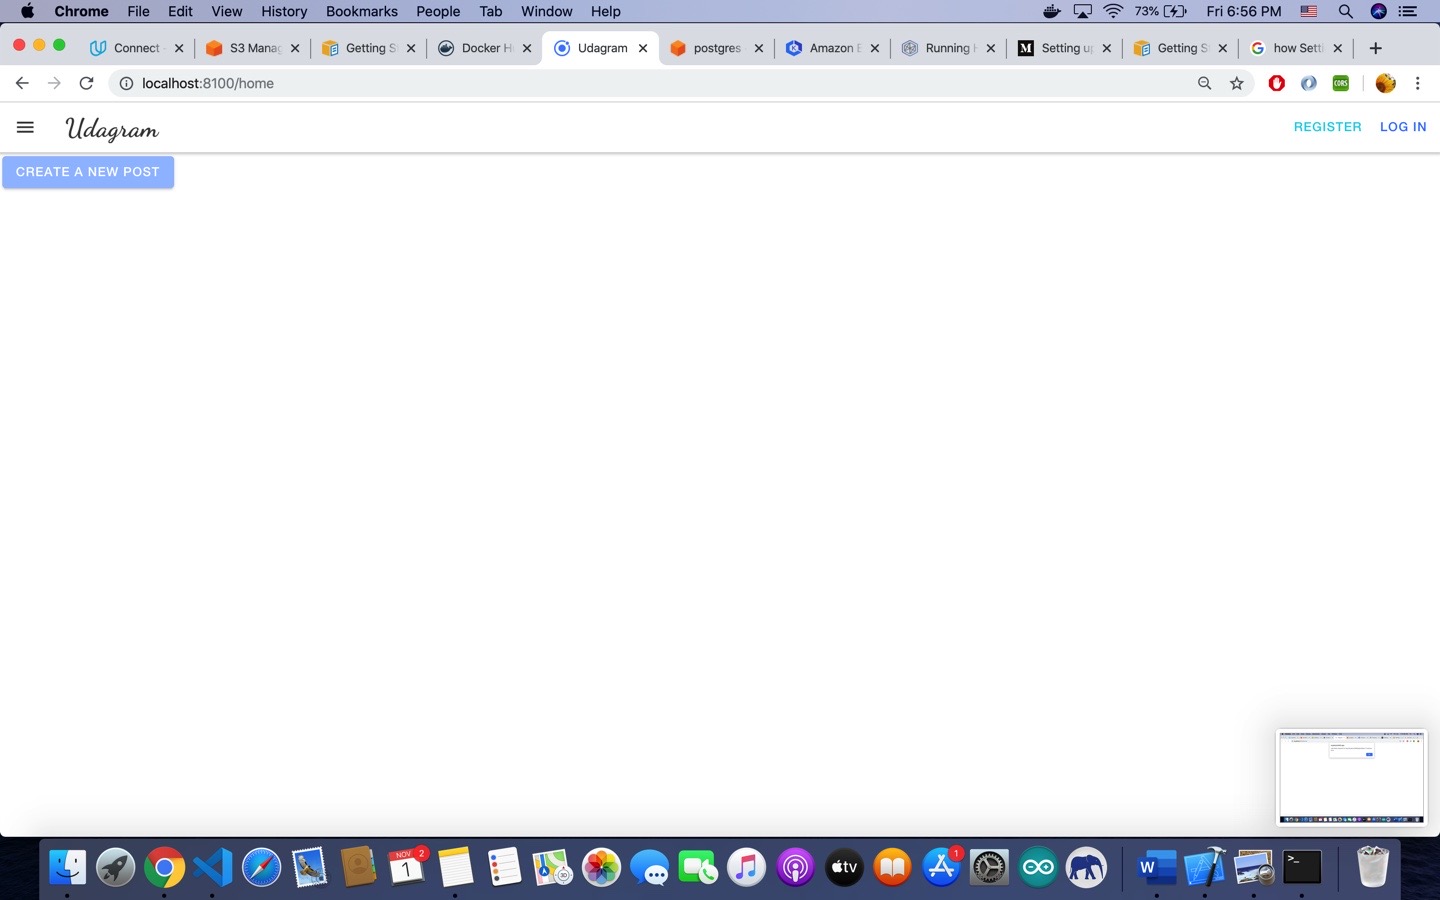 Chrome File Edit View History Bookmarks People Tab Window Help 73% Fri 6:56 PM
Connect - S3 Manag Getting S Docker H Udagram postgres Amazon E Running H M Setting up Getting S G how Setti
localhost:8100/home CORS
Udagram REGISTER LOG IN
CREATE A NEW POST
NOV 2
1
tv
1
W
>_